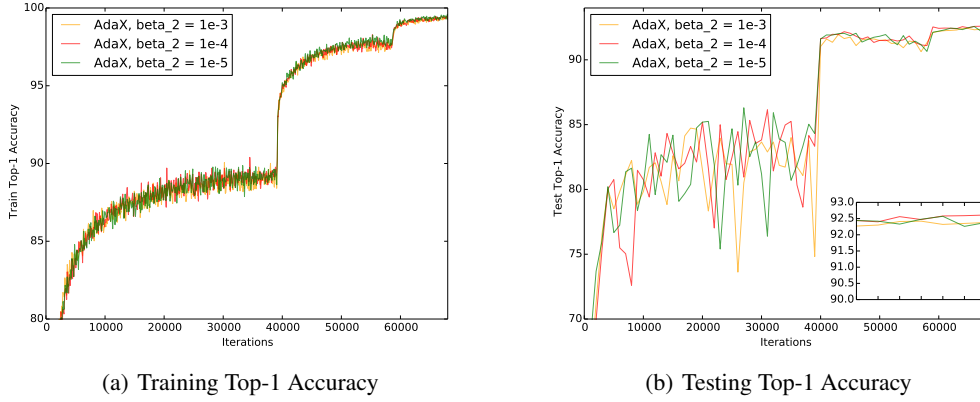 AdaX, beta_2 = 1e-3
AdaX, beta_2 = 1e-4
AdaX, beta_2 = 1e-5
Train Top-1 Accuracy
100
95
90
85
80
0 10000 20000 30000 40000 50000 60000
Iterations
(a) Training Top-1 Accuracy
AdaX, beta_2 = 1e-3
AdaX, beta_2 = 1e-4
AdaX, beta_2 = 1e-5
Test Top-1 Accuracy
90
85
80
75
70
93.0
92.5
92.0
91.5
91.0
90.5
90.0
0 10000 20000 30000 40000 50000 60000
Iterations
(b) Testing Top-1 Accuracy